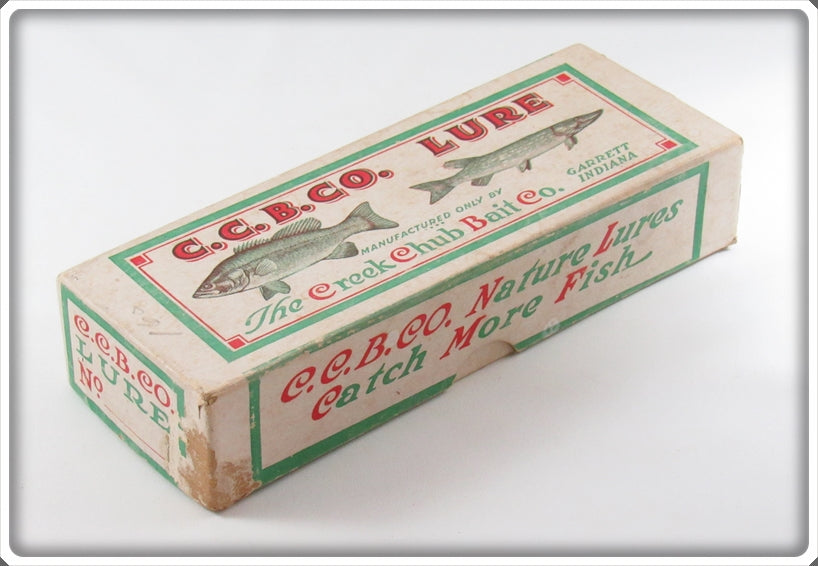 C.C.B.CO. LURE
MANUFACTURED ONLY BY
The Creek Chub Bait Co.
GARRETT
INDIANA
C.C.B.CO. Nature Lures
Catch More Fish
C.C.B.CO.
LURE
No.